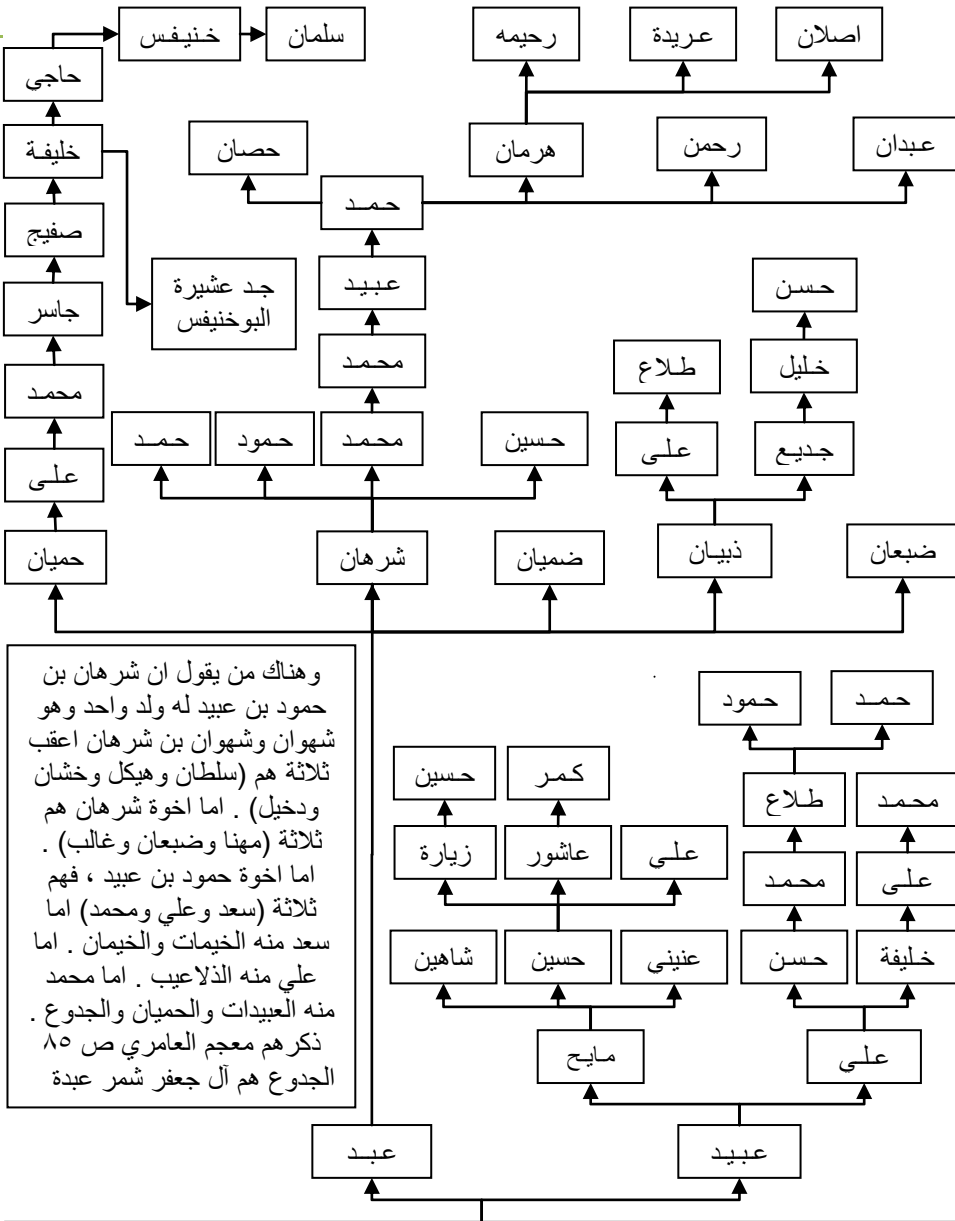 اصلان
عريدة
رحيمه
سلمان
خنيفس
حاجي
عبدان
رحمن
هرمان
حصان
خليفة
حمد
صفيج
حسن
عبيد
جد عشيرة
البوخنيفس
جاسر
خليل
طلاع
محمد
محمد
جديع
على
حسين
محمد
حمود
حمد
على
ضبعان
ذبيان
ضميان
شرهان
حميان
وهناك من يقول ان شرهان بن
حمود بن عبيد له ولد واحد وهو
شهوان وشهوان بن شرهان اعقب
ثلاثة هم (سلطان وهيكل وخشان
ودخيل) . اما اخوة شرهان هم
ثلاثة (مهنا وضبعان وغالب) .
اما اخوة حمود بن عبيد ، فهم
ثلاثة (سعد وعلي ومحمد) اما
سعد منه الخيمات والخيمان . اما
علي منه الذلاعيب . اما محمد
منه العبيدات والحميان والجدوع .
ذكرهم معجم العامري ص ٨٥
الجدوع هم آل جعفر شمر عبدة
حمد
حمود
كمر
حسين
محمد
طلاع
علي
عاشور
زيارة
على
محمد
خليفة
حسن
عنيني
حسين
شاهين
علي
مايح
عبيد
عبد